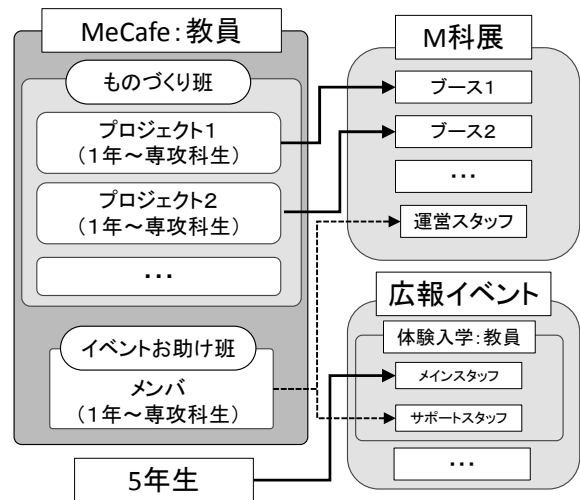 MeCafe：教員
ものづくり班
プロジェクト1
（1年～専攻科生）
プロジェクト2
（1年～専攻科生）
･･･
イベントお助け班
メンバ
（1年～専攻科生）
5年生
M科展
ブース1
ブース2
･･･
運営スタッフ
広報イベント
体験入学：教員
メインスタッフ
サポートスタッフ
･･･